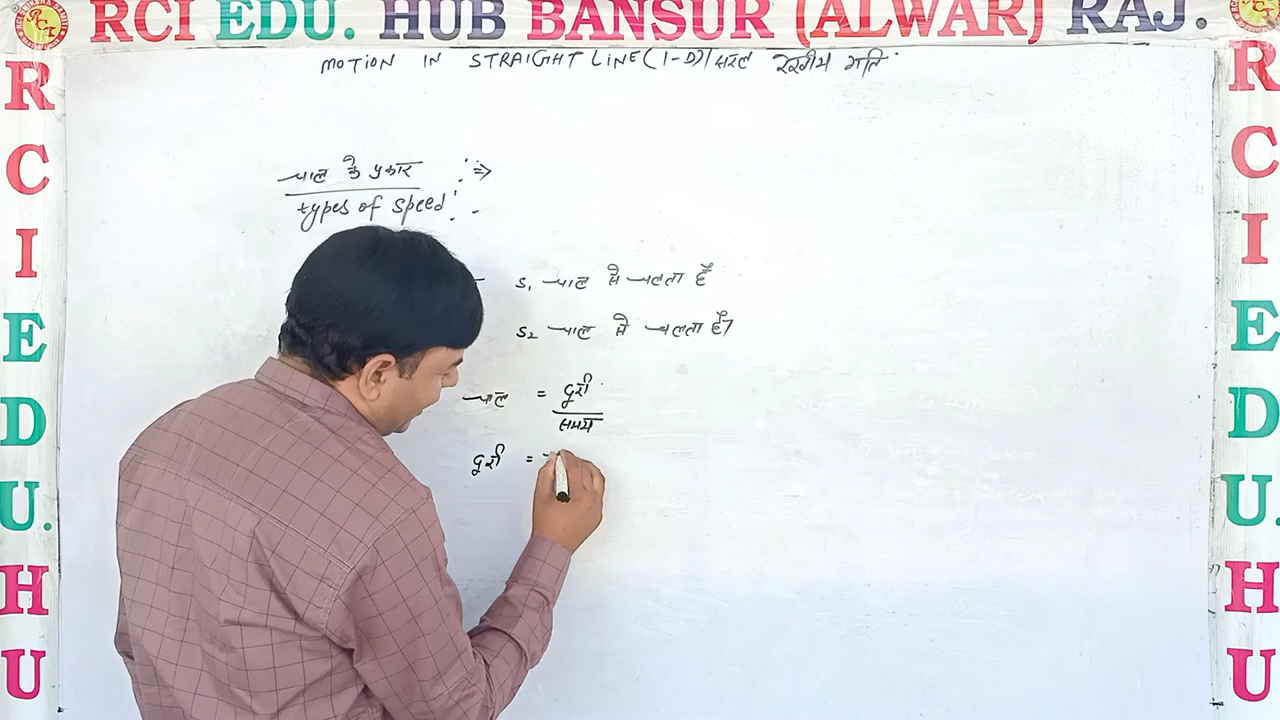 RCI EDU. HUB BANSUR (ALWAR) RAJ.
MOTION IN STRAIGHT LINE (1-D) / सरल रेखीय गति
चाल के प्रकार :⇒
types of speed
S₁ चाल से चलता है
S₂ चाल से चलता है।
चाल = दूरी
समय
दूरी =
R
C
I
E
D
U.
H
U
R
C
I
E
D
U.
H
U